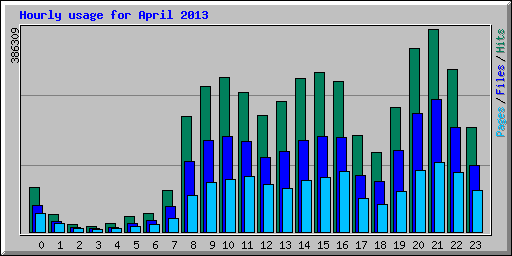 Hourly usage for April 2013
386309
Pages / Files / Hits
0 1 2 3 4 5 6 7 8 9 10 11 12 13 14 15 16 17 18 19 20 21 22 23